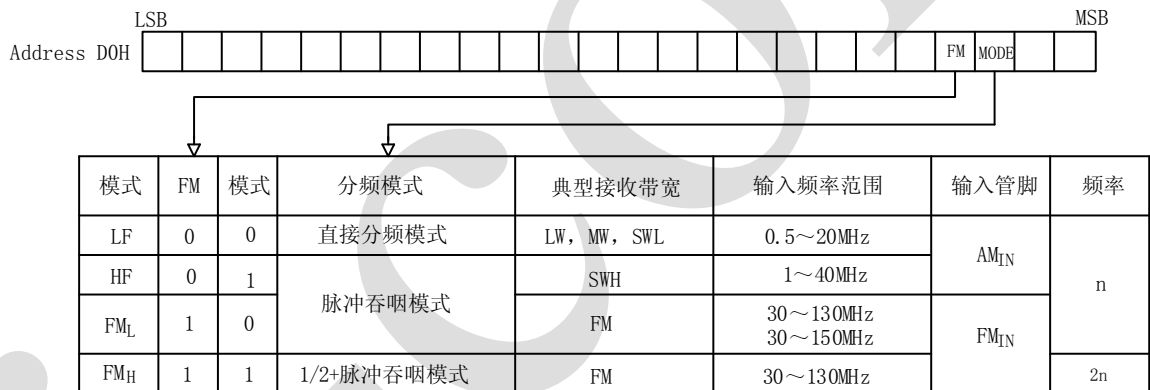 LSB MSB
Address D0H FM MODE
模式 FM 模式 分频模式 典型接收带宽 输入频率范围 输入管脚 频率
LF 0 0 直接分频模式 LW, MW, SWL 0.5~20MHz AMIN n
HF 0 1 脉冲吞咽模式 SWH 1~40MHz
FML 1 0 FM 30~130MHz FMIN
30~150MHz
FMH 1 1 1/2+脉冲吞咽模式 FM 30~130MHz 2n